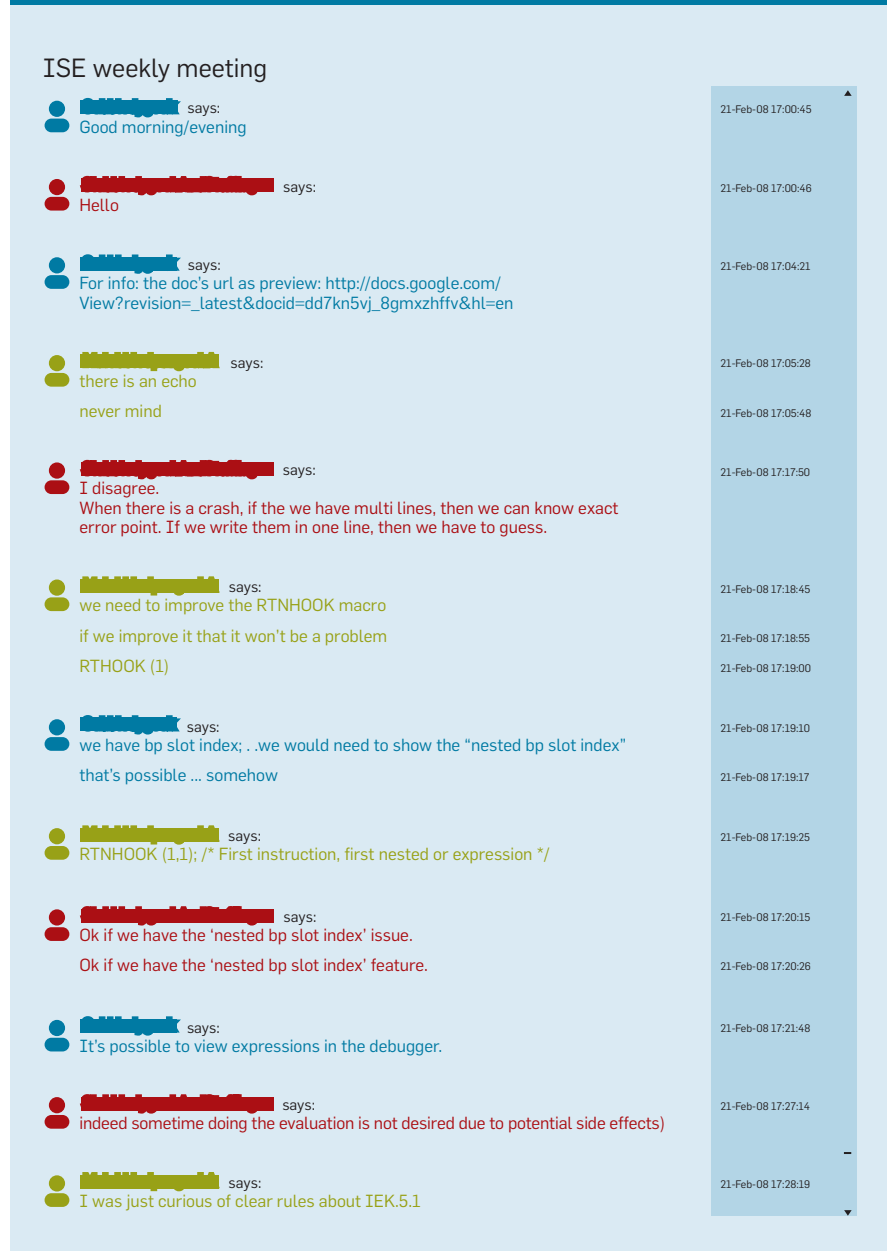 ISE weekly meeting
says:
21-Feb-08 17:00:45
Good morning/evening
says:
21-Feb-08 17:00:46
Hello
says:
21-Feb-08 17:04:21
For info: the doc's url as preview: http://docs.google.com/
View?revision=_latest&docid=dd7kn5vj_8gmxzhffv&hl=en
says:
21-Feb-08 17:05:28
there is an echo
never mind
21-Feb-08 17:05:48
says:
21-Feb-08 17:17:50
I disagree.
When there is a crash, if the we have multi lines, then we can know exact
error point. If we write them in one line, then we have to guess.
says:
21-Feb-08 17:18:45
we need to improve the RTNHOOK macro
if we improve it that it won't be a problem
21-Feb-08 17:18:55
RTHOOK (1)
21-Feb-08 17:19:00
says:
21-Feb-08 17:19:10
we have bp slot index; . .we would need to show the “nested bp slot index”
that's possible ... somehow
21-Feb-08 17:19:17
says:
21-Feb-08 17:19:25
RTNHOOK (1,1); /* First instruction, first nested or expression */
says:
21-Feb-08 17:20:15
Ok if we have the ‘nested bp slot index’ issue.
Ok if we have the ‘nested bp slot index’ feature.
21-Feb-08 17:20:26
says:
21-Feb-08 17:21:48
It's possible to view expressions in the debugger.
says:
21-Feb-08 17:27:14
indeed sometime doing the evaluation is not desired due to potential side effects)
says:
21-Feb-08 17:28:19
I was just curious of clear rules about IEK.5.1